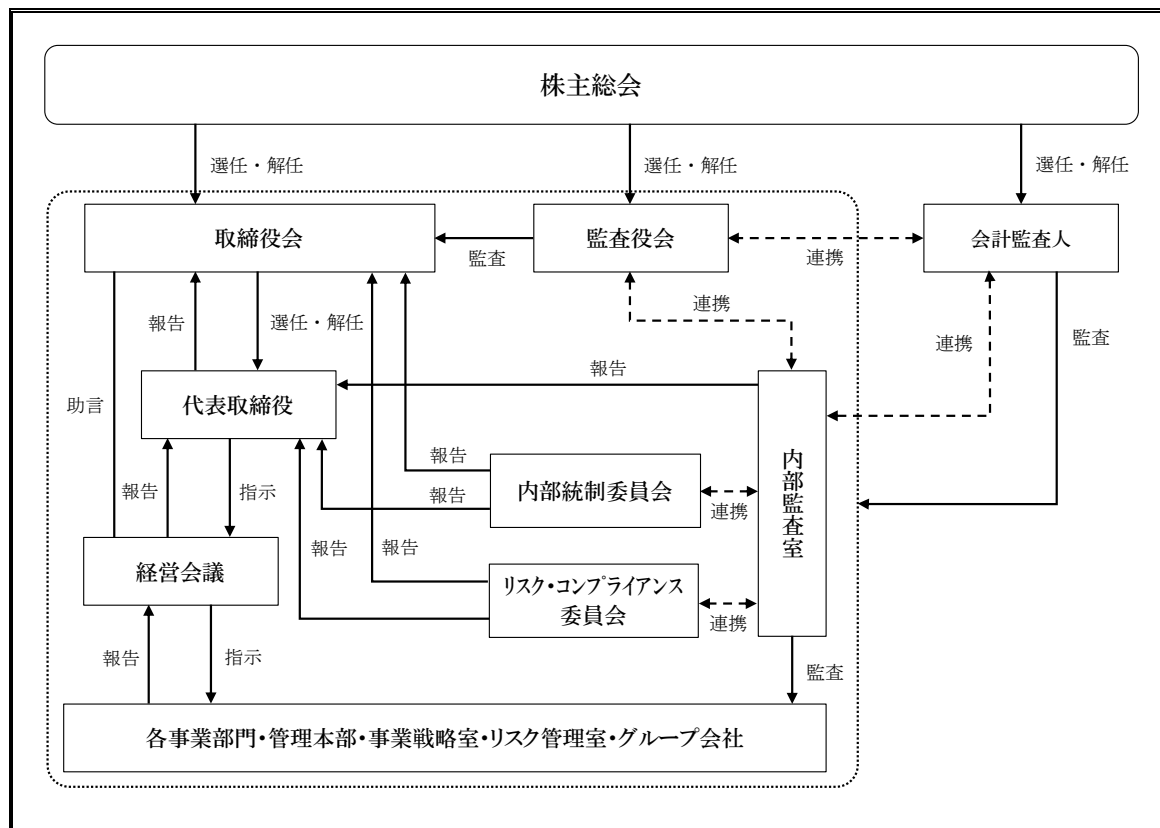 株主総会
選任・解任
選任・解任
選任・解任
取締役会
監査役会
会計監査人
監査
連携
報告
選任・解任
連携
連携
監査
報告
代表取締役
助言
報告
指示
報告
報告
内部統制委員会
連携
内部監査室
経営会議
報告
報告
リスク・コンプライアンス
委員会
連携
報告
指示
監査
各事業部門・管理本部・事業戦略室・リスク管理室・グループ会社